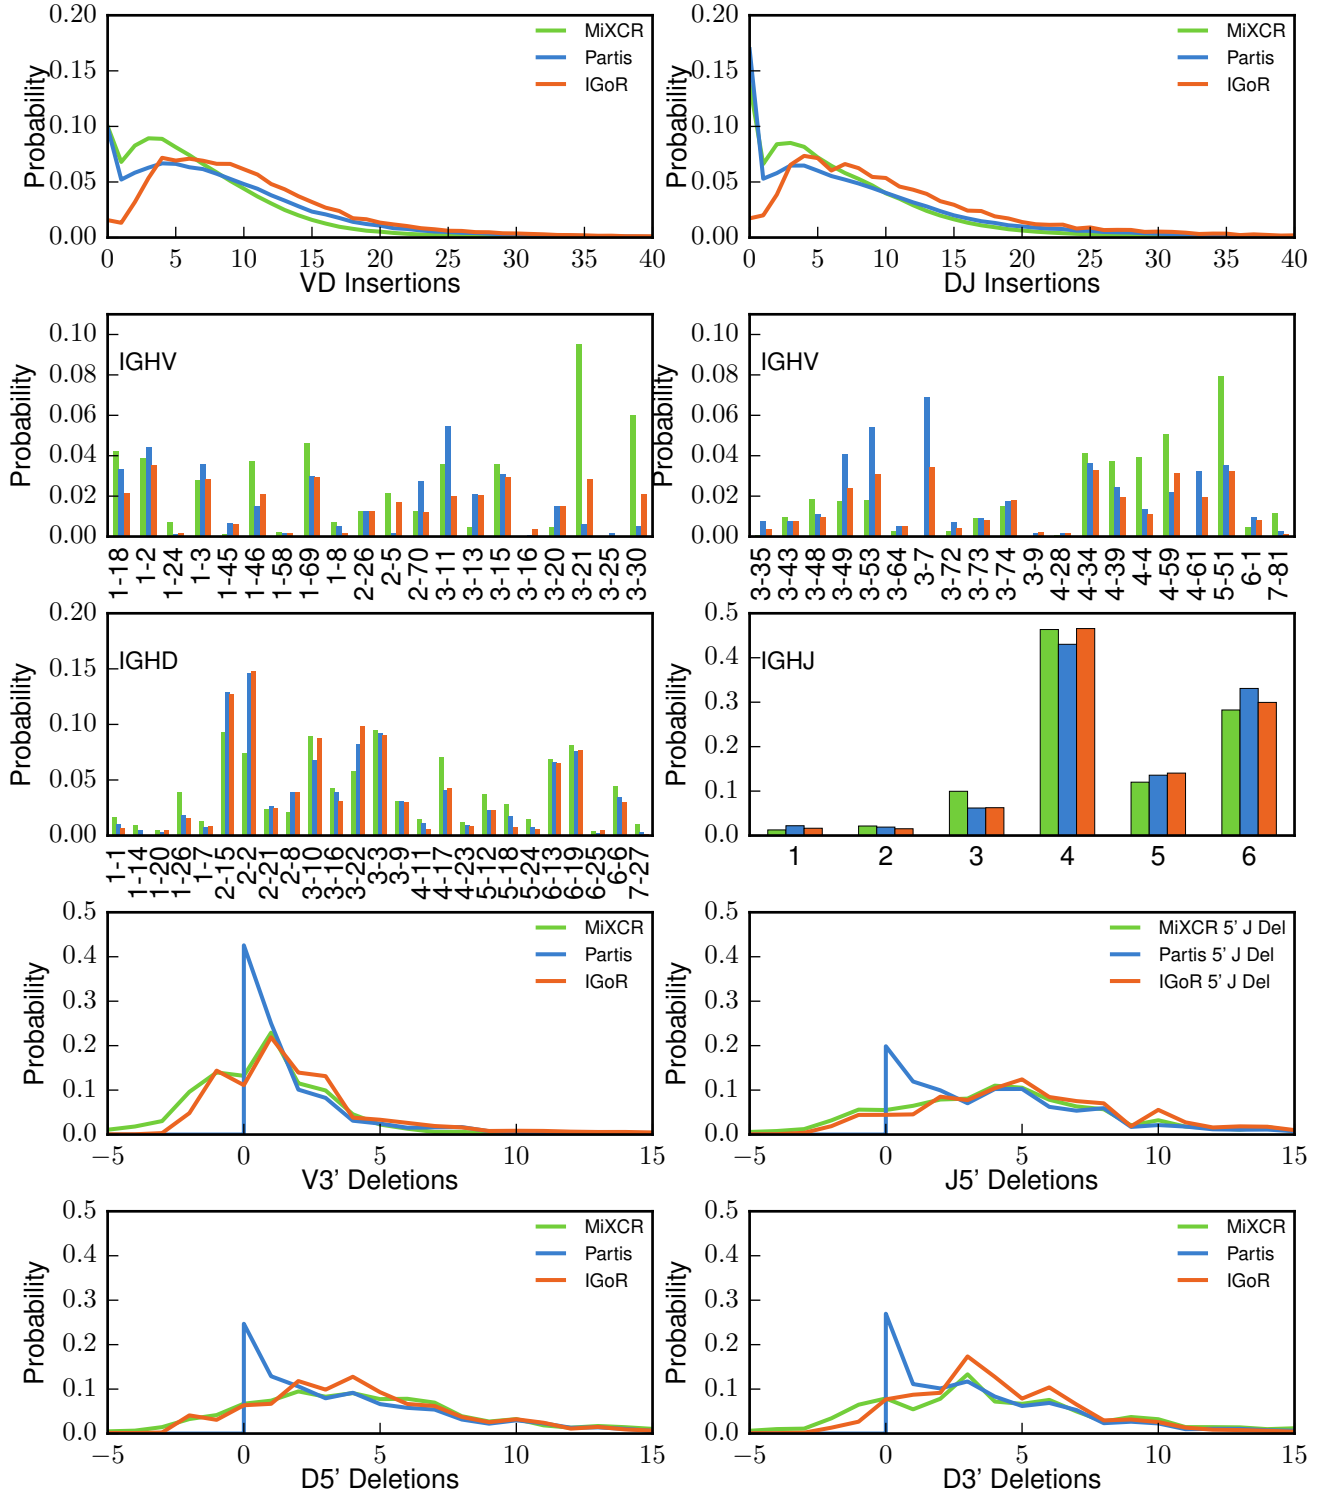 0.20
0.15
0.10
0.05
0.00
Probability
MiXCR
Partis
IGoR
0 5 10 15 20 25 30 35 40
VD Insertions
0.20
0.15
0.10
0.05
0.00
Probability
MiXCR
Partis
IGoR
0 5 10 15 20 25 30 35 40
DJ Insertions
0.10
0.08
0.06
0.04
0.02
0.00
Probability
IGHV
1-18 1-2 1-24 1-3 1-45 1-46 1-58 1-69 1-8 2-26 2-5 2-70 3-11 3-13 3-15 3-16 3-20 3-21 3-25 3-30
0.10
0.08
0.06
0.04
0.02
0.00
Probability
IGHV
3-35 3-43 3-48 3-49 3-53 3-64 3-7 3-72 3-73 3-74 3-9 4-28 4-34 4-39 4-4 4-59 4-61 5-51 6-1 7-81
0.20
0.15
0.10
0.05
0.00
Probability
IGHD
1-1 1-14 1-20 1-26 1-7 2-15 2-2 2-21 2-8 3-10 3-16 3-22 3-3 3-9 4-11 4-17 4-23 5-12 5-18 5-24 6-13 6-19 6-25 6-6 7-27
0.5
0.4
0.3
0.2
0.1
0.0
Probability
IGHJ
1 2 3 4 5 6
0.5
0.4
0.3
0.2
0.1
0.0
Probability
MiXCR
Partis
IGoR
−5 0 5 10 15
V3' Deletions
0.5
0.4
0.3
0.2
0.1
0.0
Probability
MiXCR 5' J Del
Partis 5' J Del
IGoR 5' J Del
−5 0 5 10 15
J5' Deletions
0.5
0.4
0.3
0.2
0.1
0.0
Probability
MiXCR
Partis
IGoR
−5 0 5 10 15
D5' Deletions
0.5
0.4
0.3
0.2
0.1
0.0
Probability
MiXCR
Partis
IGoR
−5 0 5 10 15
D3' Deletions